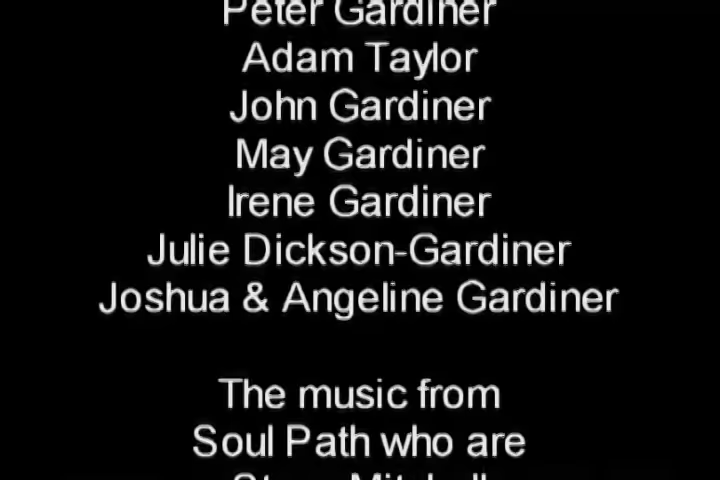 Peter Gardiner
Adam Taylor
John Gardiner
May Gardiner
Irene Gardiner
Julie Dickson-Gardiner
Joshua & Angeline Gardiner
The music from
Soul Path who are